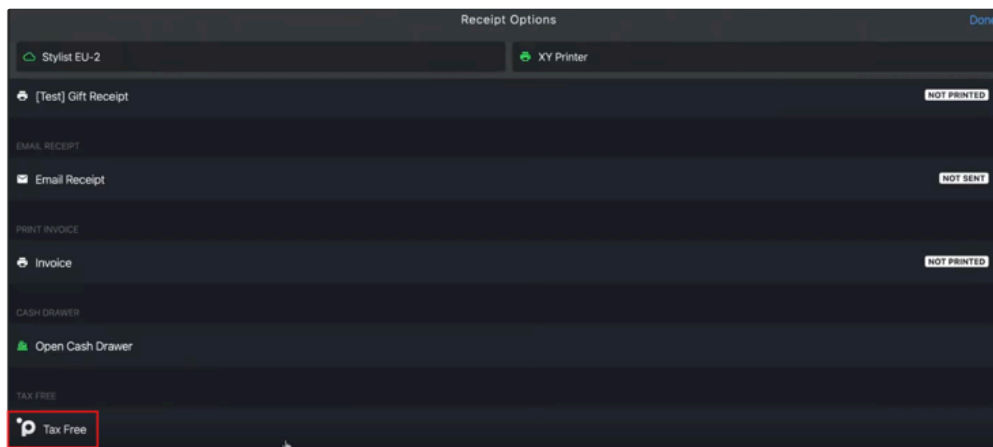 Receipt Options
Done
Stylist EU-2
XY Printer
[Test] Gift Receipt
NOT PRINTED
EMAIL RECEIPT
Email Receipt
NOT SENT
PRINT INVOICE
Invoice
NOT PRINTED
CASH DRAWER
Open Cash Drawer
TAX FREE
Tax Free